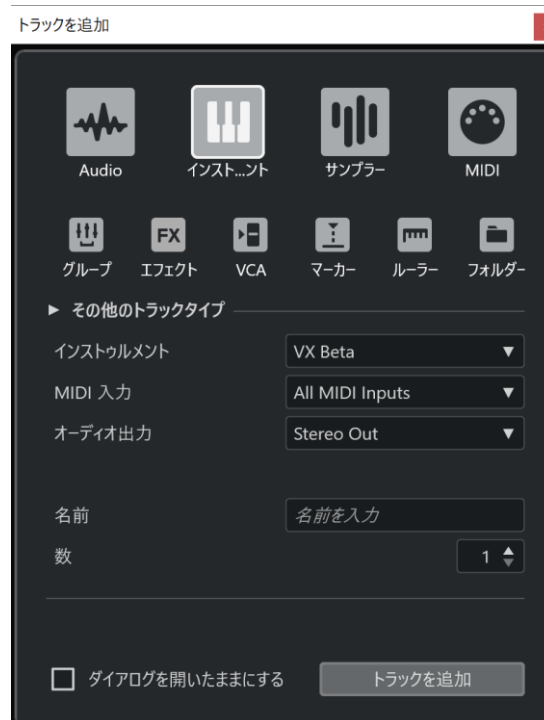 トラックを追加
Audio インスト...ント サンプラー MIDI
FX
グループ エフェクト VCA マーカー ルーラー フォルダー
その他のトラックタイプ
インストゥルメント VX Beta
MIDI 入力 All MIDI Inputs
オーディオ出力 Stereo Out
名前 名前を入力
数 1
ダイアログを開いたままにする トラックを追加